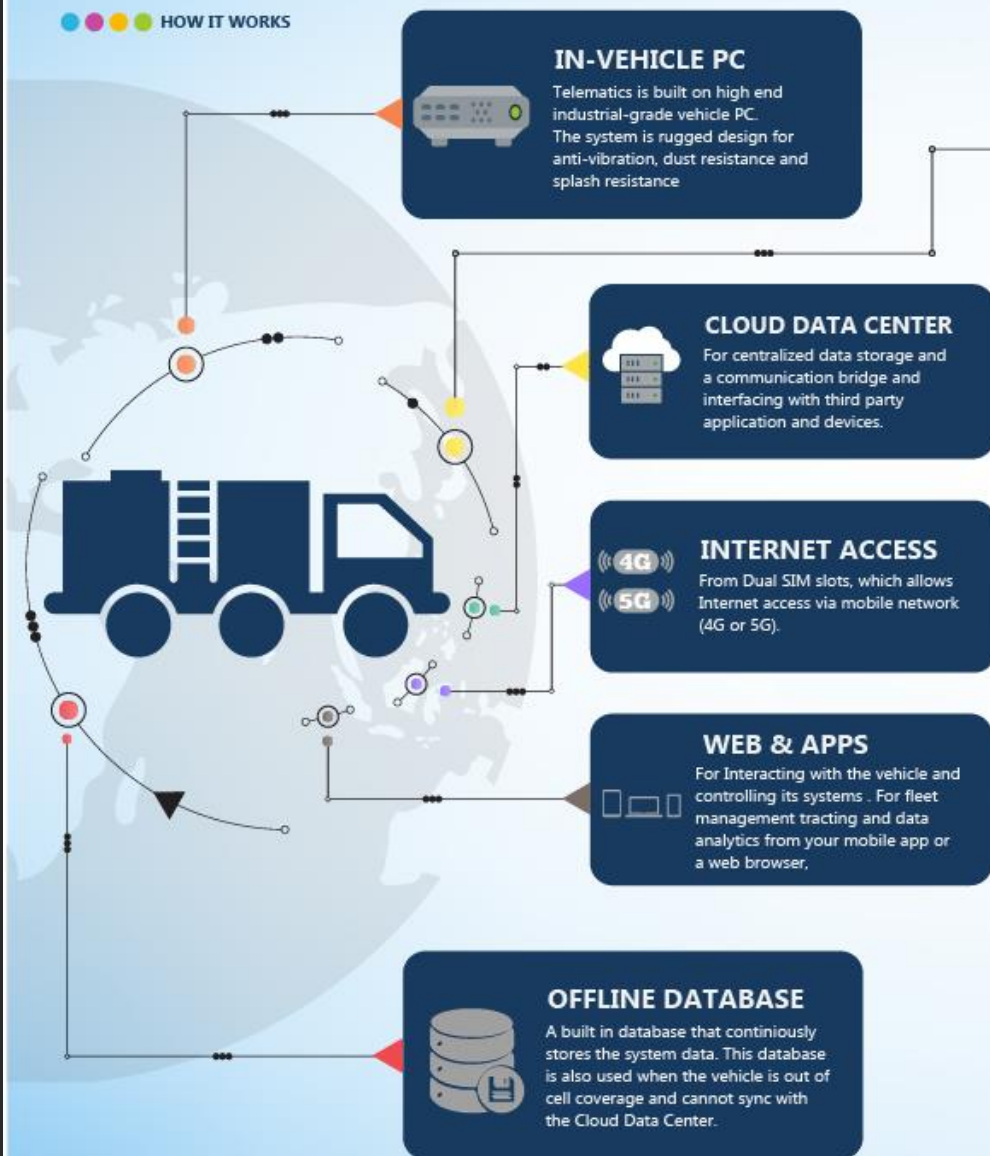 HOW IT WORKS
IN-VEHICLE PC
Telematics is built on high end
industrial-grade vehicle PC.
The system is rugged design for
anti-vibration, dust resistance and
splash resistance
CLOUD DATA CENTER
For centralized data storage and
a communication bridge and
interfacing with third party
application and devices.
4G
5G
INTERNET ACCESS
From Dual SIM slots, which allows
Internet access via mobile network
(4G or 5G).
WEB & APPS
For Interacting with the vehicle and
controlling its systems . For fleet
management tracting and data
analytics from your mobile app or
a web browser,
OFFLINE DATABASE
A built in database that continiously
stores the system data. This database
is also used when the vehicle is out of
cell coverage and cannot sync with
the Cloud Data Center.